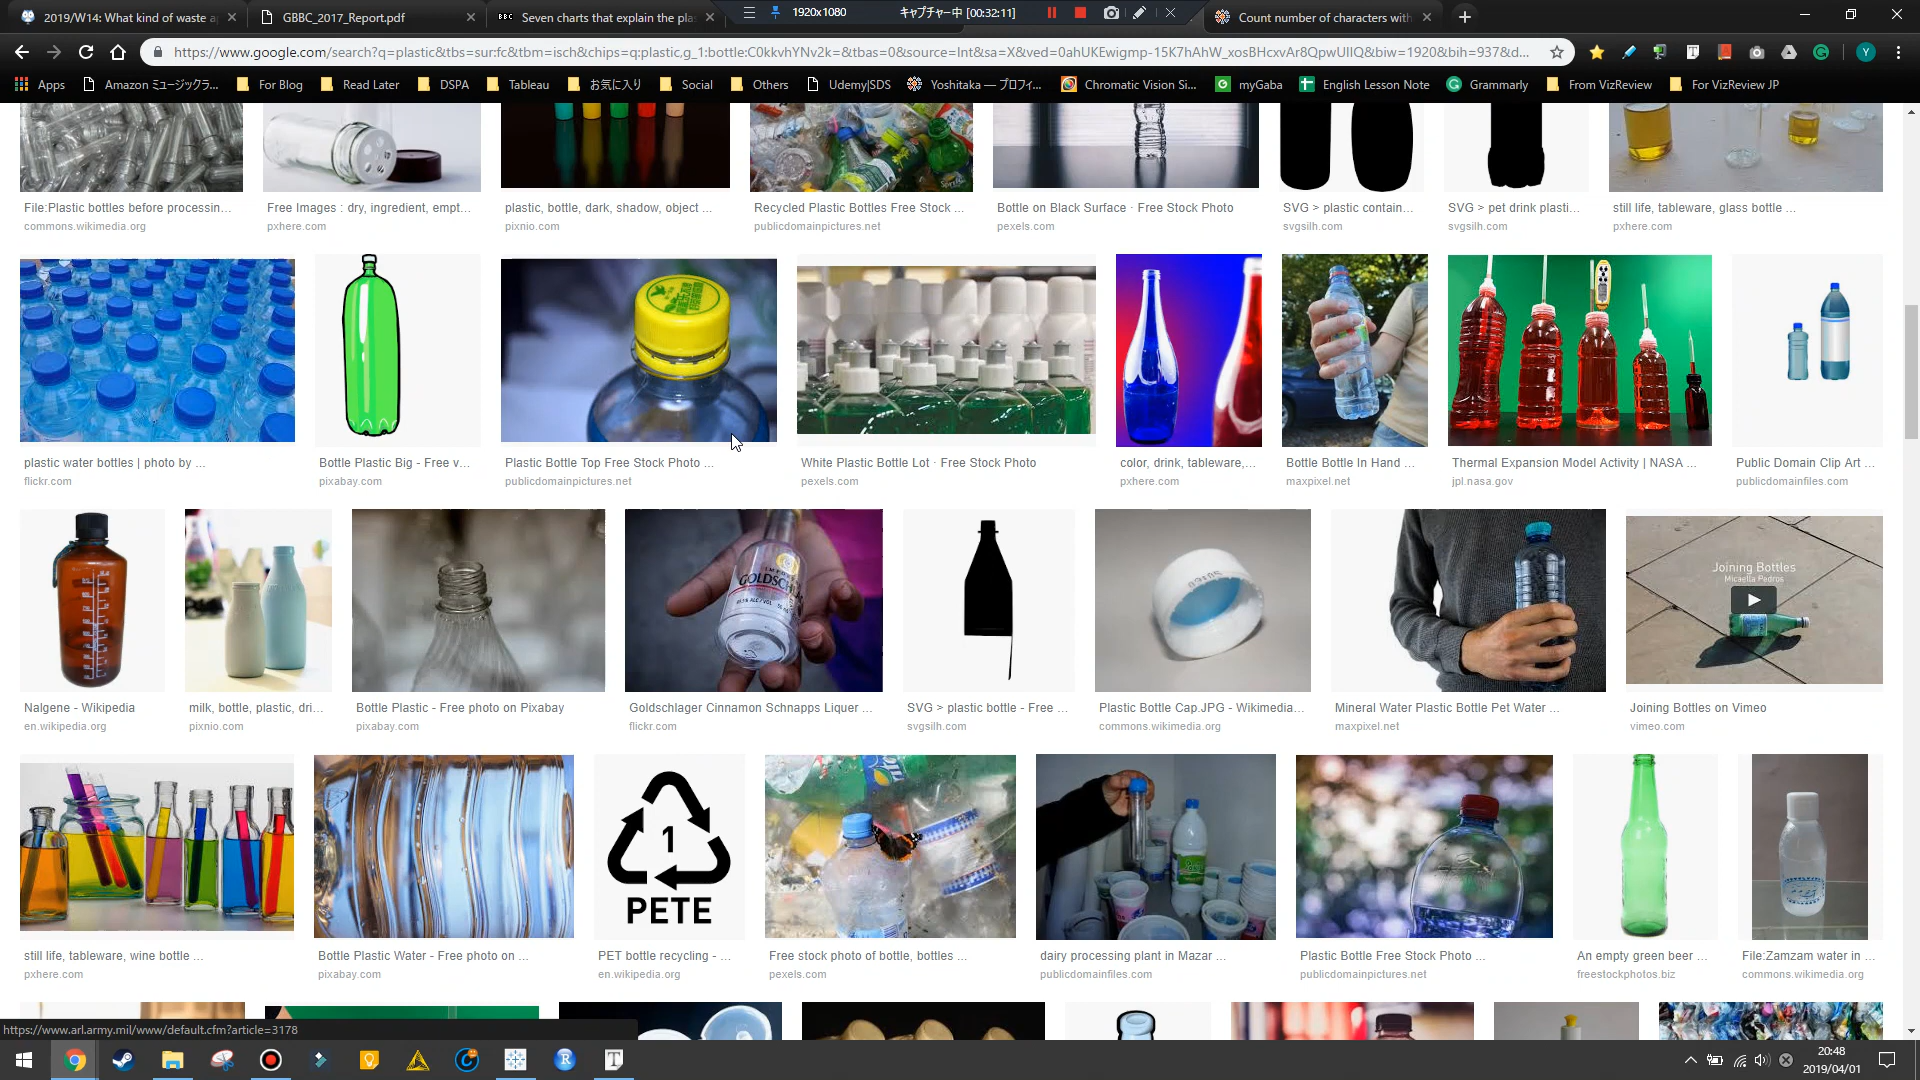 2019/W14: What kind of waste a
GBBC_2017_Report.pdf
BBC Seven charts that explain the pla
1920x1080
キャプチャー中 [00:32:11]
Count number of characters with
https://www.google.com/search?q=plastic&tbs=sur:fc&tbm=isch&chips=q:plastic,g_1:bottle:C0kkvhYNv2k=&tbas=0&source=Int&sa=X&ved=0ahUKEwigmp-15K7hAhW_xosBHcxvAr8QpwUIIQ&biw=1920&bih=937&d...
Y
Apps
Amazon ミュージックラ...
For Blog
Read Later
DSPA
Tableau
お気に入り
Social
Others
Udemy|SDS
Yoshitaka — プロフィ...
Chromatic Vision Si...
myGaba
English Lesson Note
Grammarly
From VizReview
For VizReview JP
File:Plastic bottles before processin...
commons.wikimedia.org
Free Images : dry, ingredient, empt...
pxhere.com
plastic, bottle, dark, shadow, object ...
pixnio.com
Recycled Plastic Bottles Free Stock ...
publicdomainpictures.net
Bottle on Black Surface · Free Stock Photo
pexels.com
SVG > plastic contain...
svgsilh.com
SVG > pet drink plasti...
svgsilh.com
still life, tableware, glass bottle ...
pxhere.com
plastic water bottles | photo by ...
flickr.com
Bottle Plastic Big - Free v...
pixabay.com
Plastic Bottle Top Free Stock Photo ...
publicdomainpictures.net
White Plastic Bottle Lot · Free Stock Photo
pexels.com
color, drink, tableware,...
pxhere.com
Bottle Bottle In Hand ...
maxpixel.net
Thermal Expansion Model Activity | NASA ...
jpl.nasa.gov
Public Domain Clip Art ...
publicdomainfiles.com
GOLDSCH
Joining Bottles
Micaella Pedros
Nalgene - Wikipedia
en.wikipedia.org
milk, bottle, plastic, dri...
pixnio.com
Bottle Plastic - Free photo on Pixabay
pixabay.com
Goldschlager Cinnamon Schnapps Liquer ...
flickr.com
SVG > plastic bottle - Free ...
svgsilh.com
Plastic Bottle Cap.JPG - Wikimedia...
commons.wikimedia.org
Mineral Water Plastic Bottle Pet Water ...
maxpixel.net
Joining Bottles on Vimeo
vimeo.com
1
PETE
still life, tableware, wine bottle ...
pxhere.com
Bottle Plastic Water - Free photo on ...
pixabay.com
PET bottle recycling - ...
en.wikipedia.org
Free stock photo of bottle, bottles ...
pexels.com
dairy processing plant in Mazar ...
publicdomainfiles.com
Plastic Bottle Free Stock Photo ...
publicdomainpictures.net
An empty green beer ...
freestockphotos.biz
File:Zamzam water in ...
commons.wikimedia.org
https://www.arl.army.mil/www/default.cfm?article=3178
20:48
2019/04/01